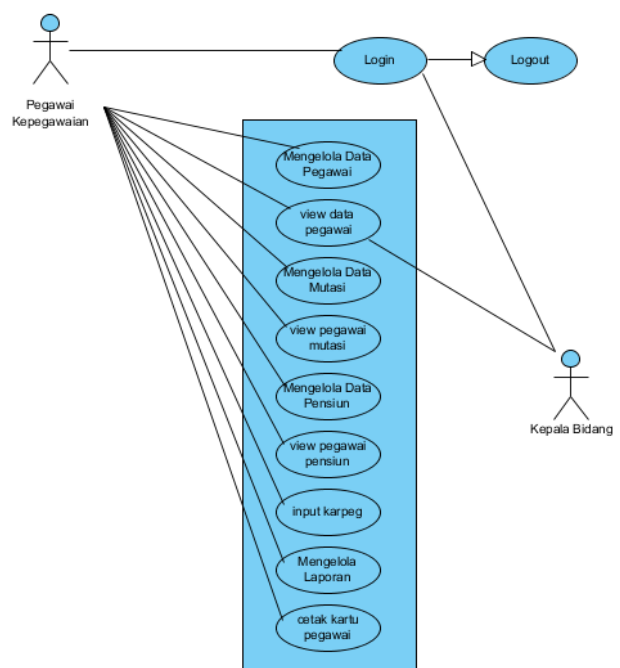 Login
Logout
Pegawai
Kepegawaian
Mengelola Data
Pegawai
view data
pegawai
Mengelola Data
Mutasi
view pegawai
mutasi
Mengelola Data
Pensiun
view pegawai
pensiun
input karpeg
Mengelola
Laporan
cetak kartu
pegawai
Kepala Bidang